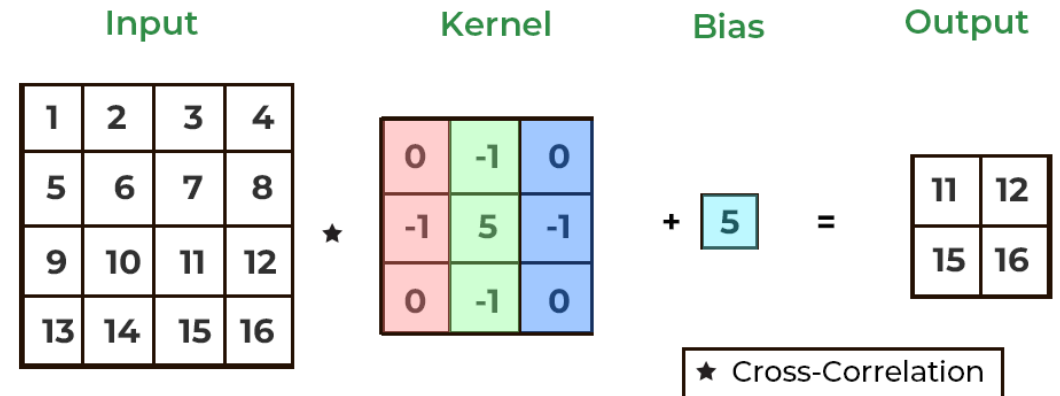 Input Kernel Bias Output
1 2 3 4
5 6 7 8
9 10 11 12
13 14 15 16
★
0 -1 0
-1 5 -1
0 -1 0
+ 5 =
11 12
15 16
★ Cross-Correlation